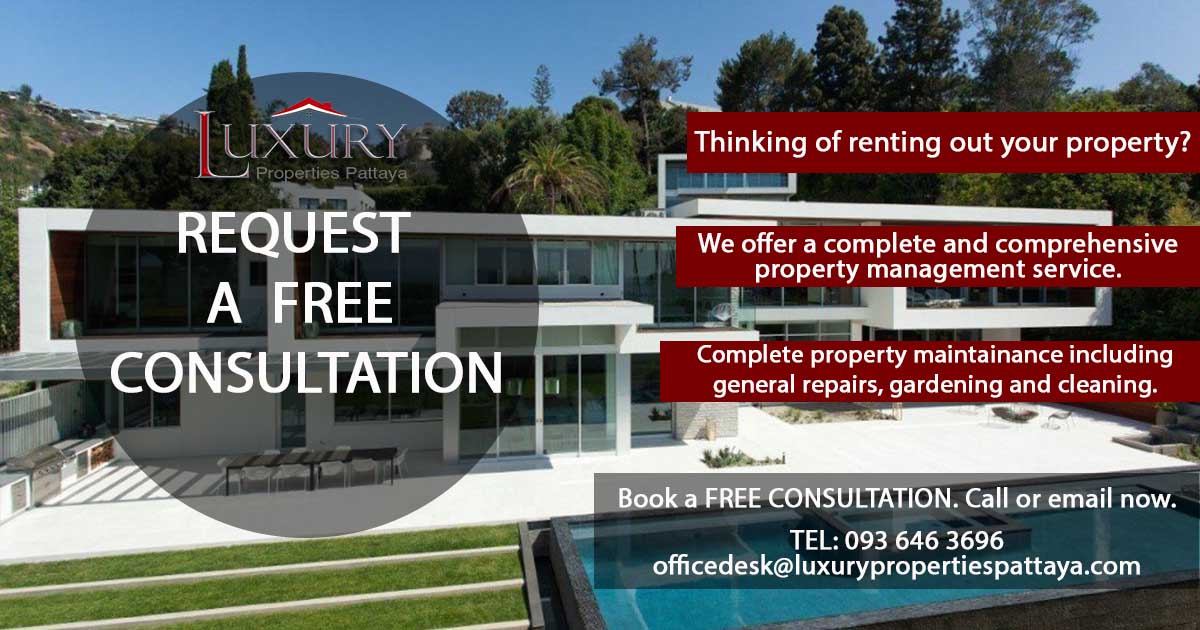 LUXURY
Properties Pattaya
REQUEST
A FREE
CONSULTATION
Thinking of renting out your property?
We offer a complete and comprehensive
property management service.
Complete property maintainance including
general repairs, gardening and cleaning.
Book a FREE CONSULTATION. Call or email now.
TEL: 093 646 3696
officedesk@luxurypropertiespattaya.com